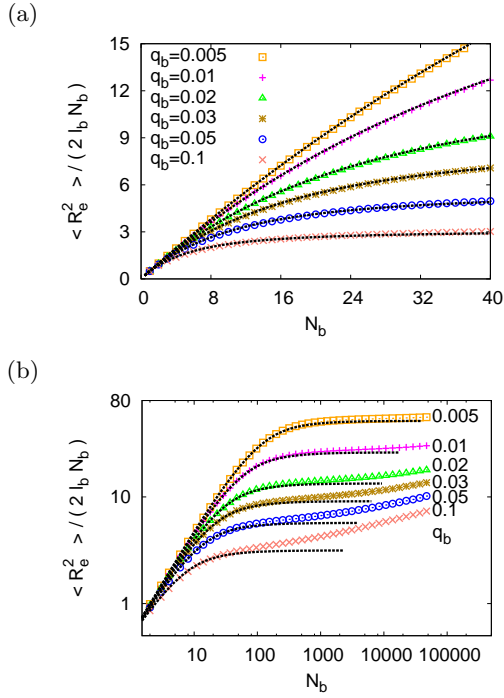 (a)
< R_e^2 > / ( 2 l_b N_b )
15
12
9
6
3
0
q_b=0.005
q_b=0.01
q_b=0.02
q_b=0.03
q_b=0.05
q_b=0.1
0 8 16 24 32 40
N_b
(b)
< R_e^2 > / ( 2 l_b N_b )
80
10
1
0.005
0.01
0.02
0.03
0.05
0.1
q_b
10 100 1000 10000 100000
N_b